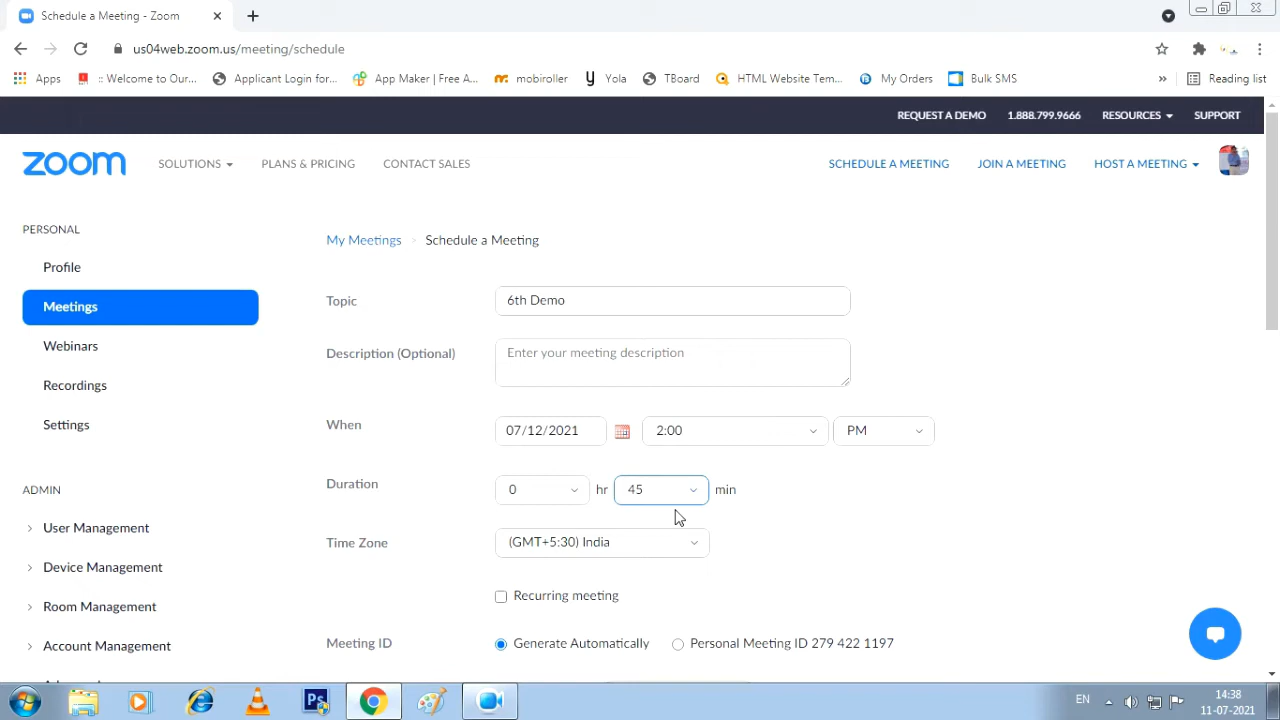 Schedule a Meeting - Zoom
us04web.zoom.us/meeting/schedule
Apps :: Welcome to Our... Applicant Login for... App Maker | Free A... mobiroller Yola TBoard HTML Website Tem... My Orders Bulk SMS » Reading list
REQUEST A DEMO 1.888.799.9666 RESOURCES SUPPORT
zoom SOLUTIONS PLANS & PRICING CONTACT SALES SCHEDULE A MEETING JOIN A MEETING HOST A MEETING
PERSONAL
Profile
Meetings
Webinars
Recordings
Settings
ADMIN
User Management
Device Management
Room Management
Account Management
My Meetings > Schedule a Meeting
Topic 6th Demo
Description (Optional) Enter your meeting description
When 07/12/2021 2:00 PM
Duration 0 hr 45 min
Time Zone (GMT+5:30) India
Recurring meeting
Meeting ID Generate Automatically Personal Meeting ID 279 422 1197
Ps EN 14:38
11-07-2021